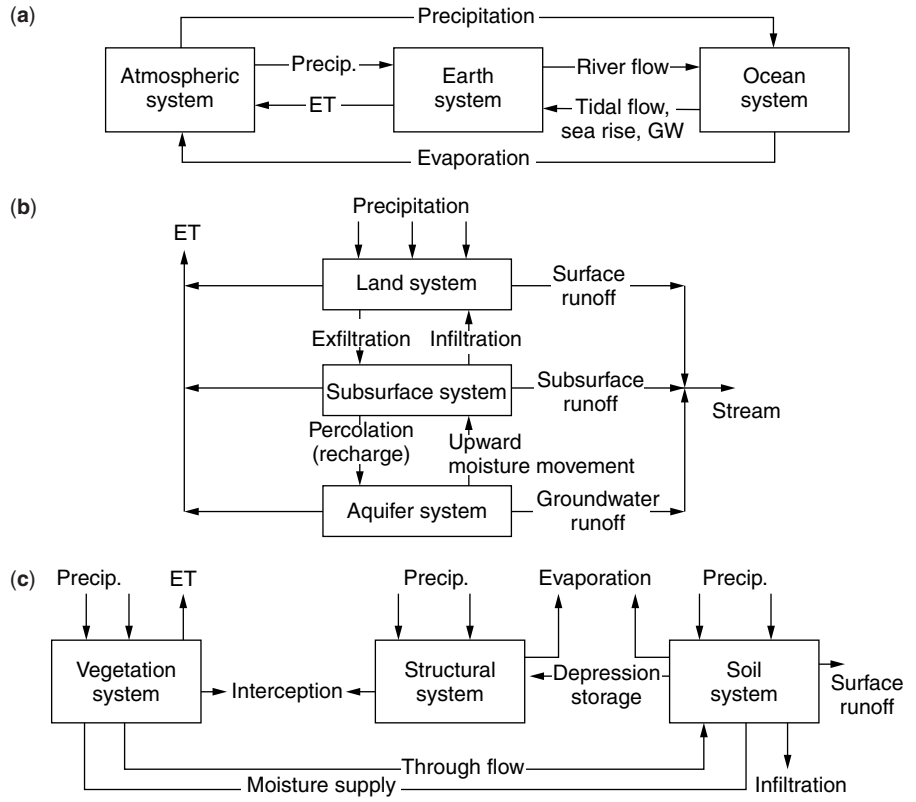 (a)
Precipitation
Atmospheric
system
Precip.
ET
Earth
system
River flow
Tidal flow,
sea rise, GW
Ocean
system
Evaporation
(b)
Precipitation
ET
Land system
Surface
runoff
Exfiltration
Infiltration
Subsurface system
Subsurface
runoff
Stream
Percolation
(recharge)
Upward
moisture movement
Aquifer system
Groundwater
runoff
(c)
Precip.
ET
Precip.
Evaporation
Precip.
Vegetation
system
Interception
Structural
system
Depression
storage
Soil
system
Surface
runoff
Through flow
Moisture supply
Infiltration